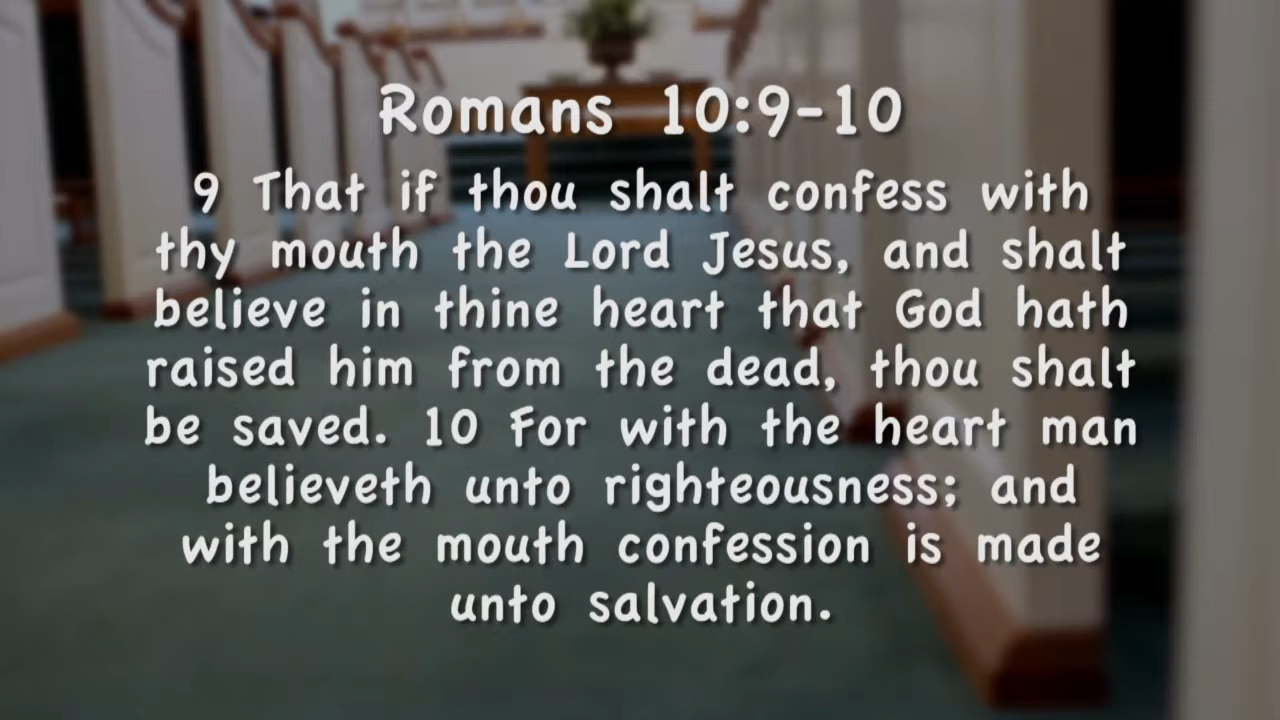 Romans 10:9-10
9 That if thou shalt confess with
thy mouth the Lord Jesus, and shalt
believe in thine heart that God hath
raised him from the dead, thou shalt
be saved. 10 For with the heart man
believeth unto righteousness; and
with the mouth confession is made
unto salvation.